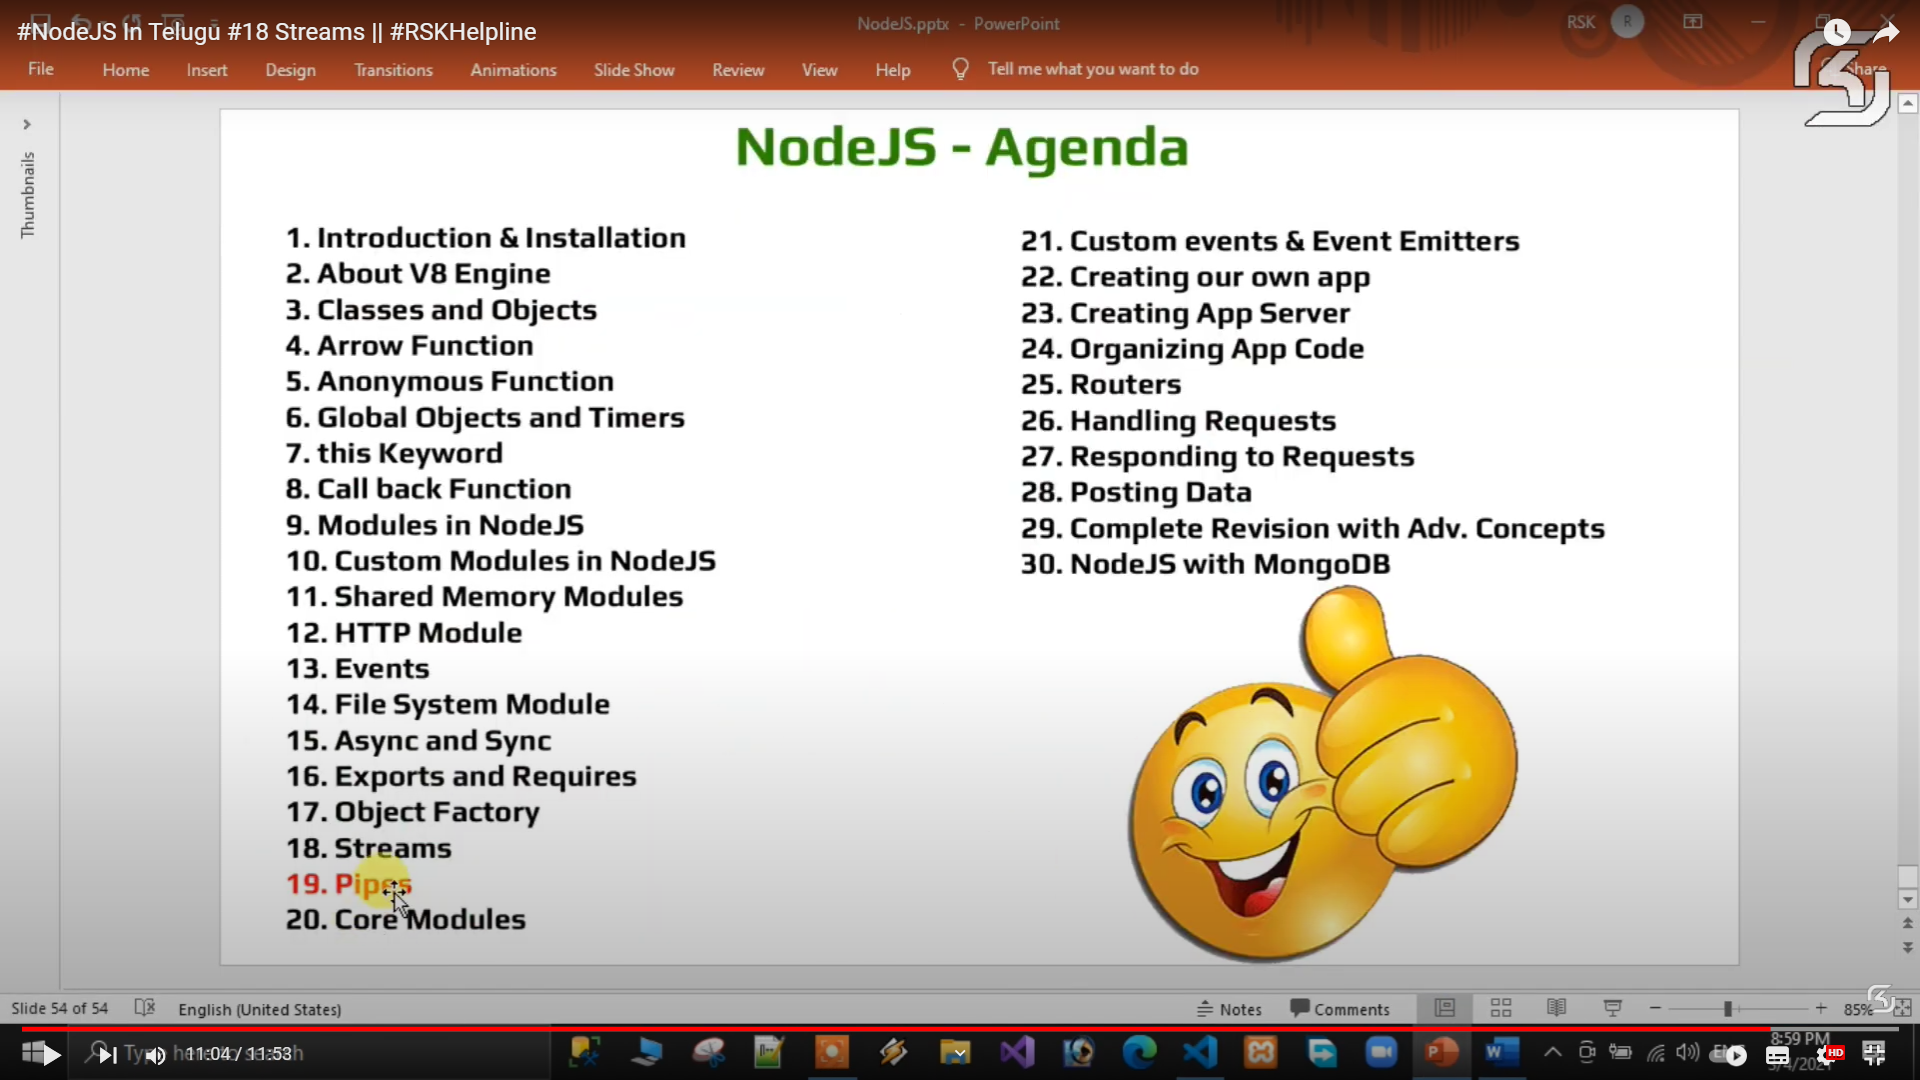 #NodeJS In Telugu #18 Streams || #RSKHelpline
NodeJS.pptx - PowerPoint
RSK
R
File Home Insert Design Transitions Animations Slide Show Review View Help Tell me what you want to do Share
Thumbnails
NodeJS - Agenda
1. Introduction & Installation
2. About V8 Engine
3. Classes and Objects
4. Arrow Function
5. Anonymous Function
6. Global Objects and Timers
7. this Keyword
8. Call back Function
9. Modules in NodeJS
10. Custom Modules in NodeJS
11. Shared Memory Modules
12. HTTP Module
13. Events
14. File System Module
15. Async and Sync
16. Exports and Requires
17. Object Factory
18. Streams
19. Pipes
20. Core Modules
21. Custom events & Event Emitters
22. Creating our own app
23. Creating App Server
24. Organizing App Code
25. Routers
26. Handling Requests
27. Responding to Requests
28. Posting Data
29. Complete Revision with Adv. Concepts
30. NodeJS with MongoDB
Slide 54 of 54 English (United States) Notes Comments 85%
Type here to search
11:04 / 11:53
8:59 PM
HD